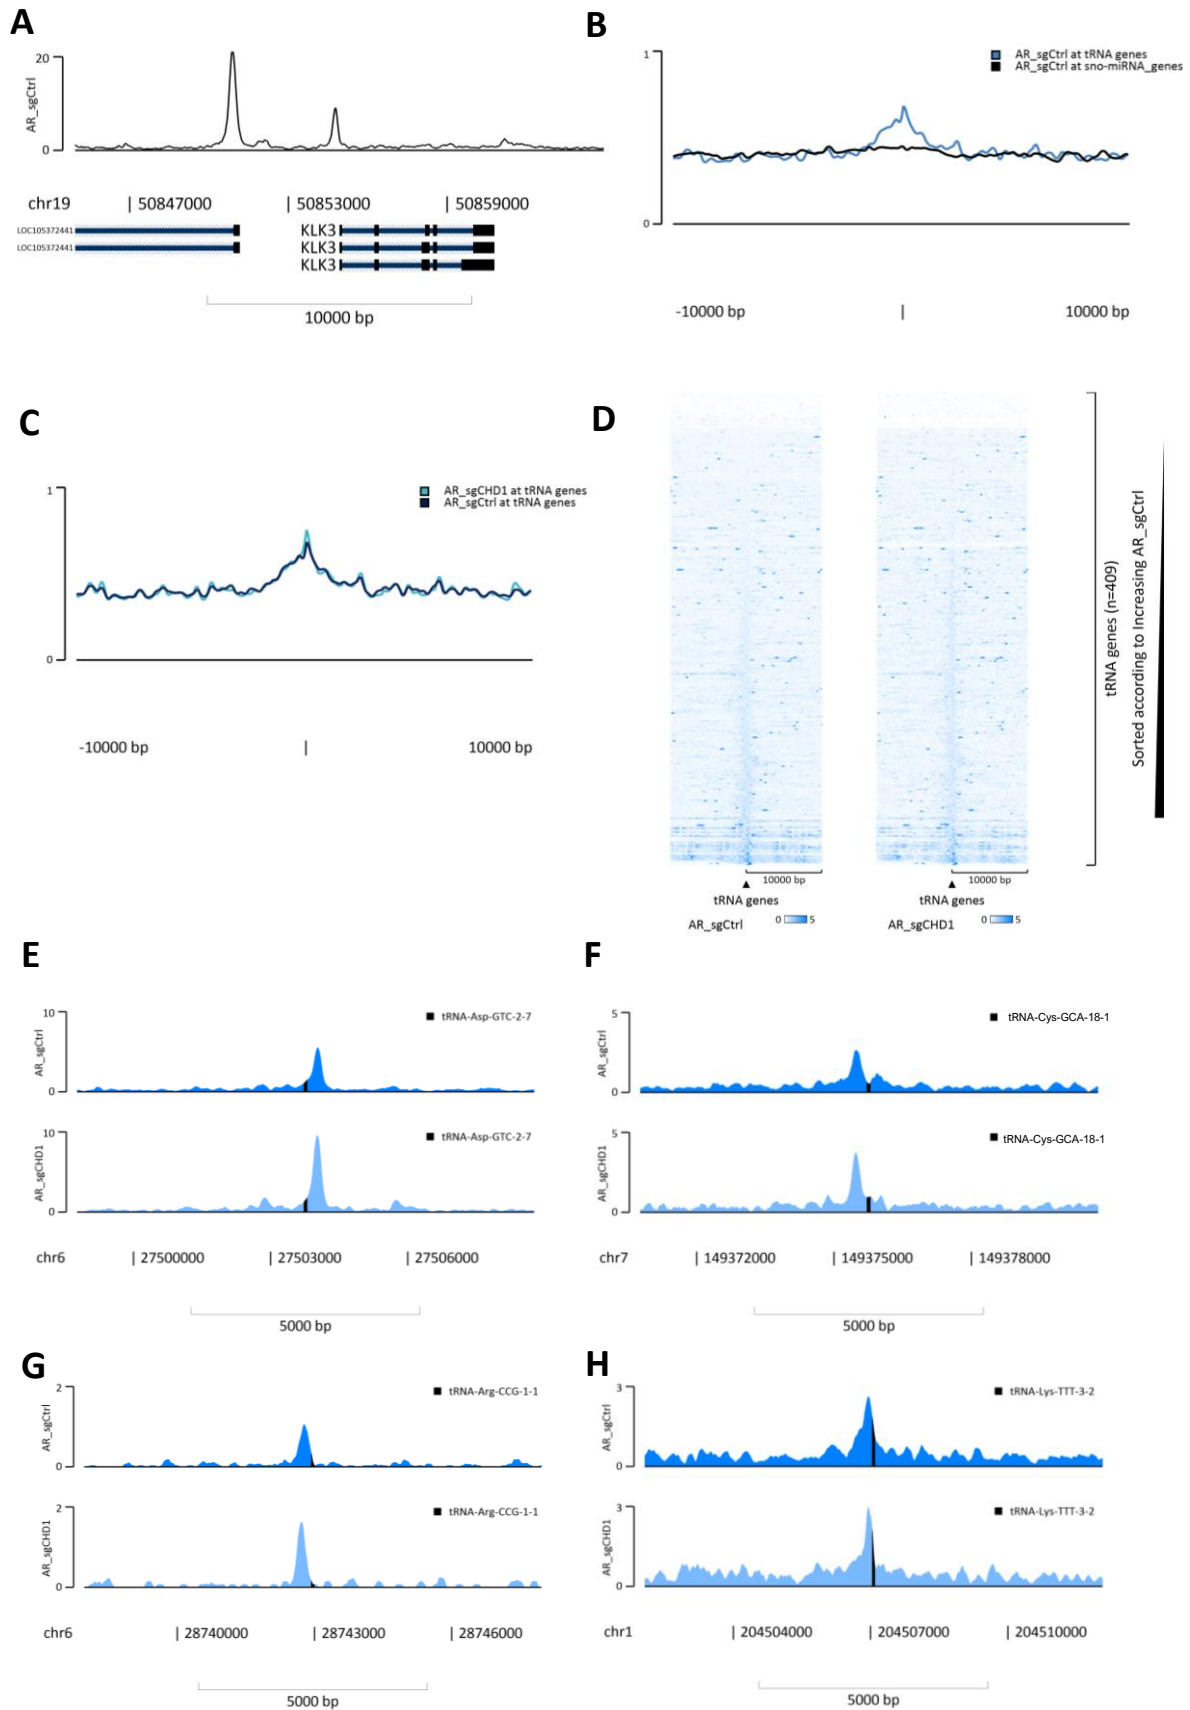 A
20
AR_sgCtrl
0
chr19 | 50847000 | 50853000 | 50859000
LOC105372441
LOC105372441
KLK3
KLK3
KLK3
10000 bp
B
1
AR_sgCtrl at tRNA genes
AR_sgCtrl at sno-miRNA_genes
0
-10000 bp | 10000 bp
C
1
AR_sgCHD1 at tRNA genes
AR_sgCtrl at tRNA genes
0
-10000 bp | 10000 bp
D
tRNA genes (n=409)
Sorted according to Increasing AR_sgCtrl
10000 bp
tRNA genes
AR_sgCtrl 0 5
10000 bp
tRNA genes
AR_sgCHD1 0 5
E
10
AR_sgCtrl
0
tRNA-Asp-GTC-2-7
10
AR_sgCHD1
0
tRNA-Asp-GTC-2-7
chr6 | 27500000 | 27503000 | 27506000
5000 bp
F
5
AR_sgCtrl
0
tRNA-Cys-GCA-18-1
5
AR_sgCHD1
0
tRNA-Cys-GCA-18-1
chr7 | 149372000 | 149375000 | 149378000
5000 bp
G
2
AR_sgCtrl
0
tRNA-Arg-CCG-1-1
2
AR_sgCHD1
0
tRNA-Arg-CCG-1-1
chr6 | 28740000 | 28743000 | 28746000
5000 bp
H
3
AR_sgCtrl
0
tRNA-Lys-TTT-3-2
3
AR_sgCHD1
0
tRNA-Lys-TTT-3-2
chr1 | 204504000 | 204507000 | 204510000
5000 bp